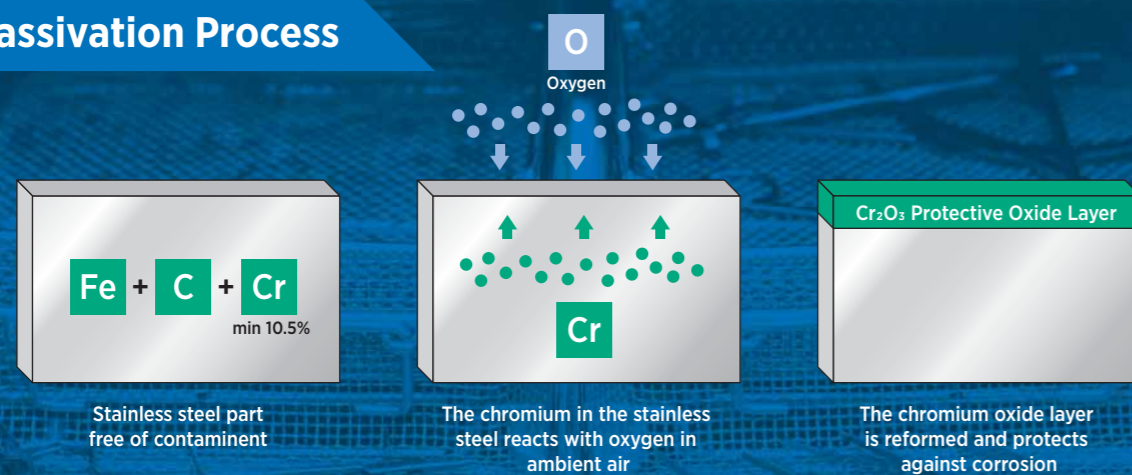 assivation Process
O
Oxygen
Fe + C + Cr
min 10.5%
Cr
Cr₂O₃ Protective Oxide Layer
Stainless steel part
free of contaminent
The chromium in the stainless
steel reacts with oxygen in
ambient air
The chromium oxide layer
is reformed and protects
against corrosion